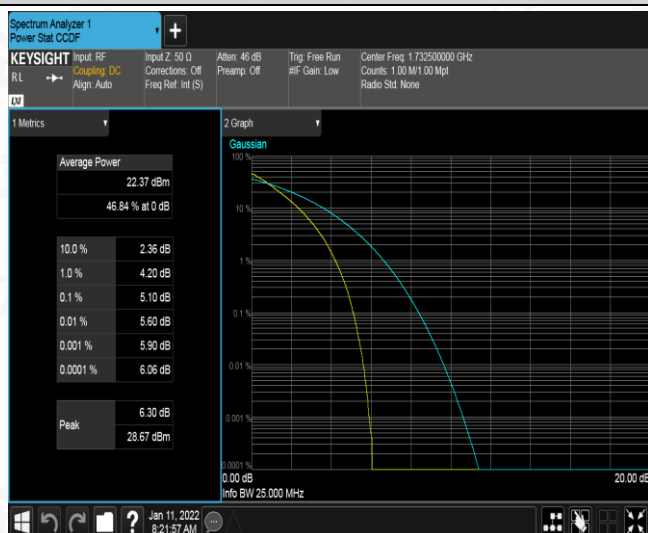 Spectrum Analyzer 1
Power Stat CCDF
+
KEYSIGHT
RL
LXI
Input: RF
Coupling: DC
Align: Auto
Input Z: 50 Ω
Corrections: Off
Freq Ref: Int (S)
Atten: 46 dB
Preamp: Off
Trig: Free Run
#IF Gain: Low
Center Freq: 1.732500000 GHz
Counts: 1.00 M/1.00 Mpt
Radio Std: None
1 Metrics
Average Power
22.37 dBm
46.84 % at 0 dB
10.0 % 2.36 dB
1.0 % 4.20 dB
0.1 % 5.10 dB
0.01 % 5.60 dB
0.001 % 5.90 dB
0.0001 % 6.06 dB
Peak
6.30 dB
28.67 dBm
2 Graph
Gaussian
100 %
10 %
1 %
0.1 %
0.01 %
0.001 %
0.0001 %
0.00 dB 20.00 dB
Info BW 25.000 MHz
?
Jan 11, 2022
8:21:57 AM